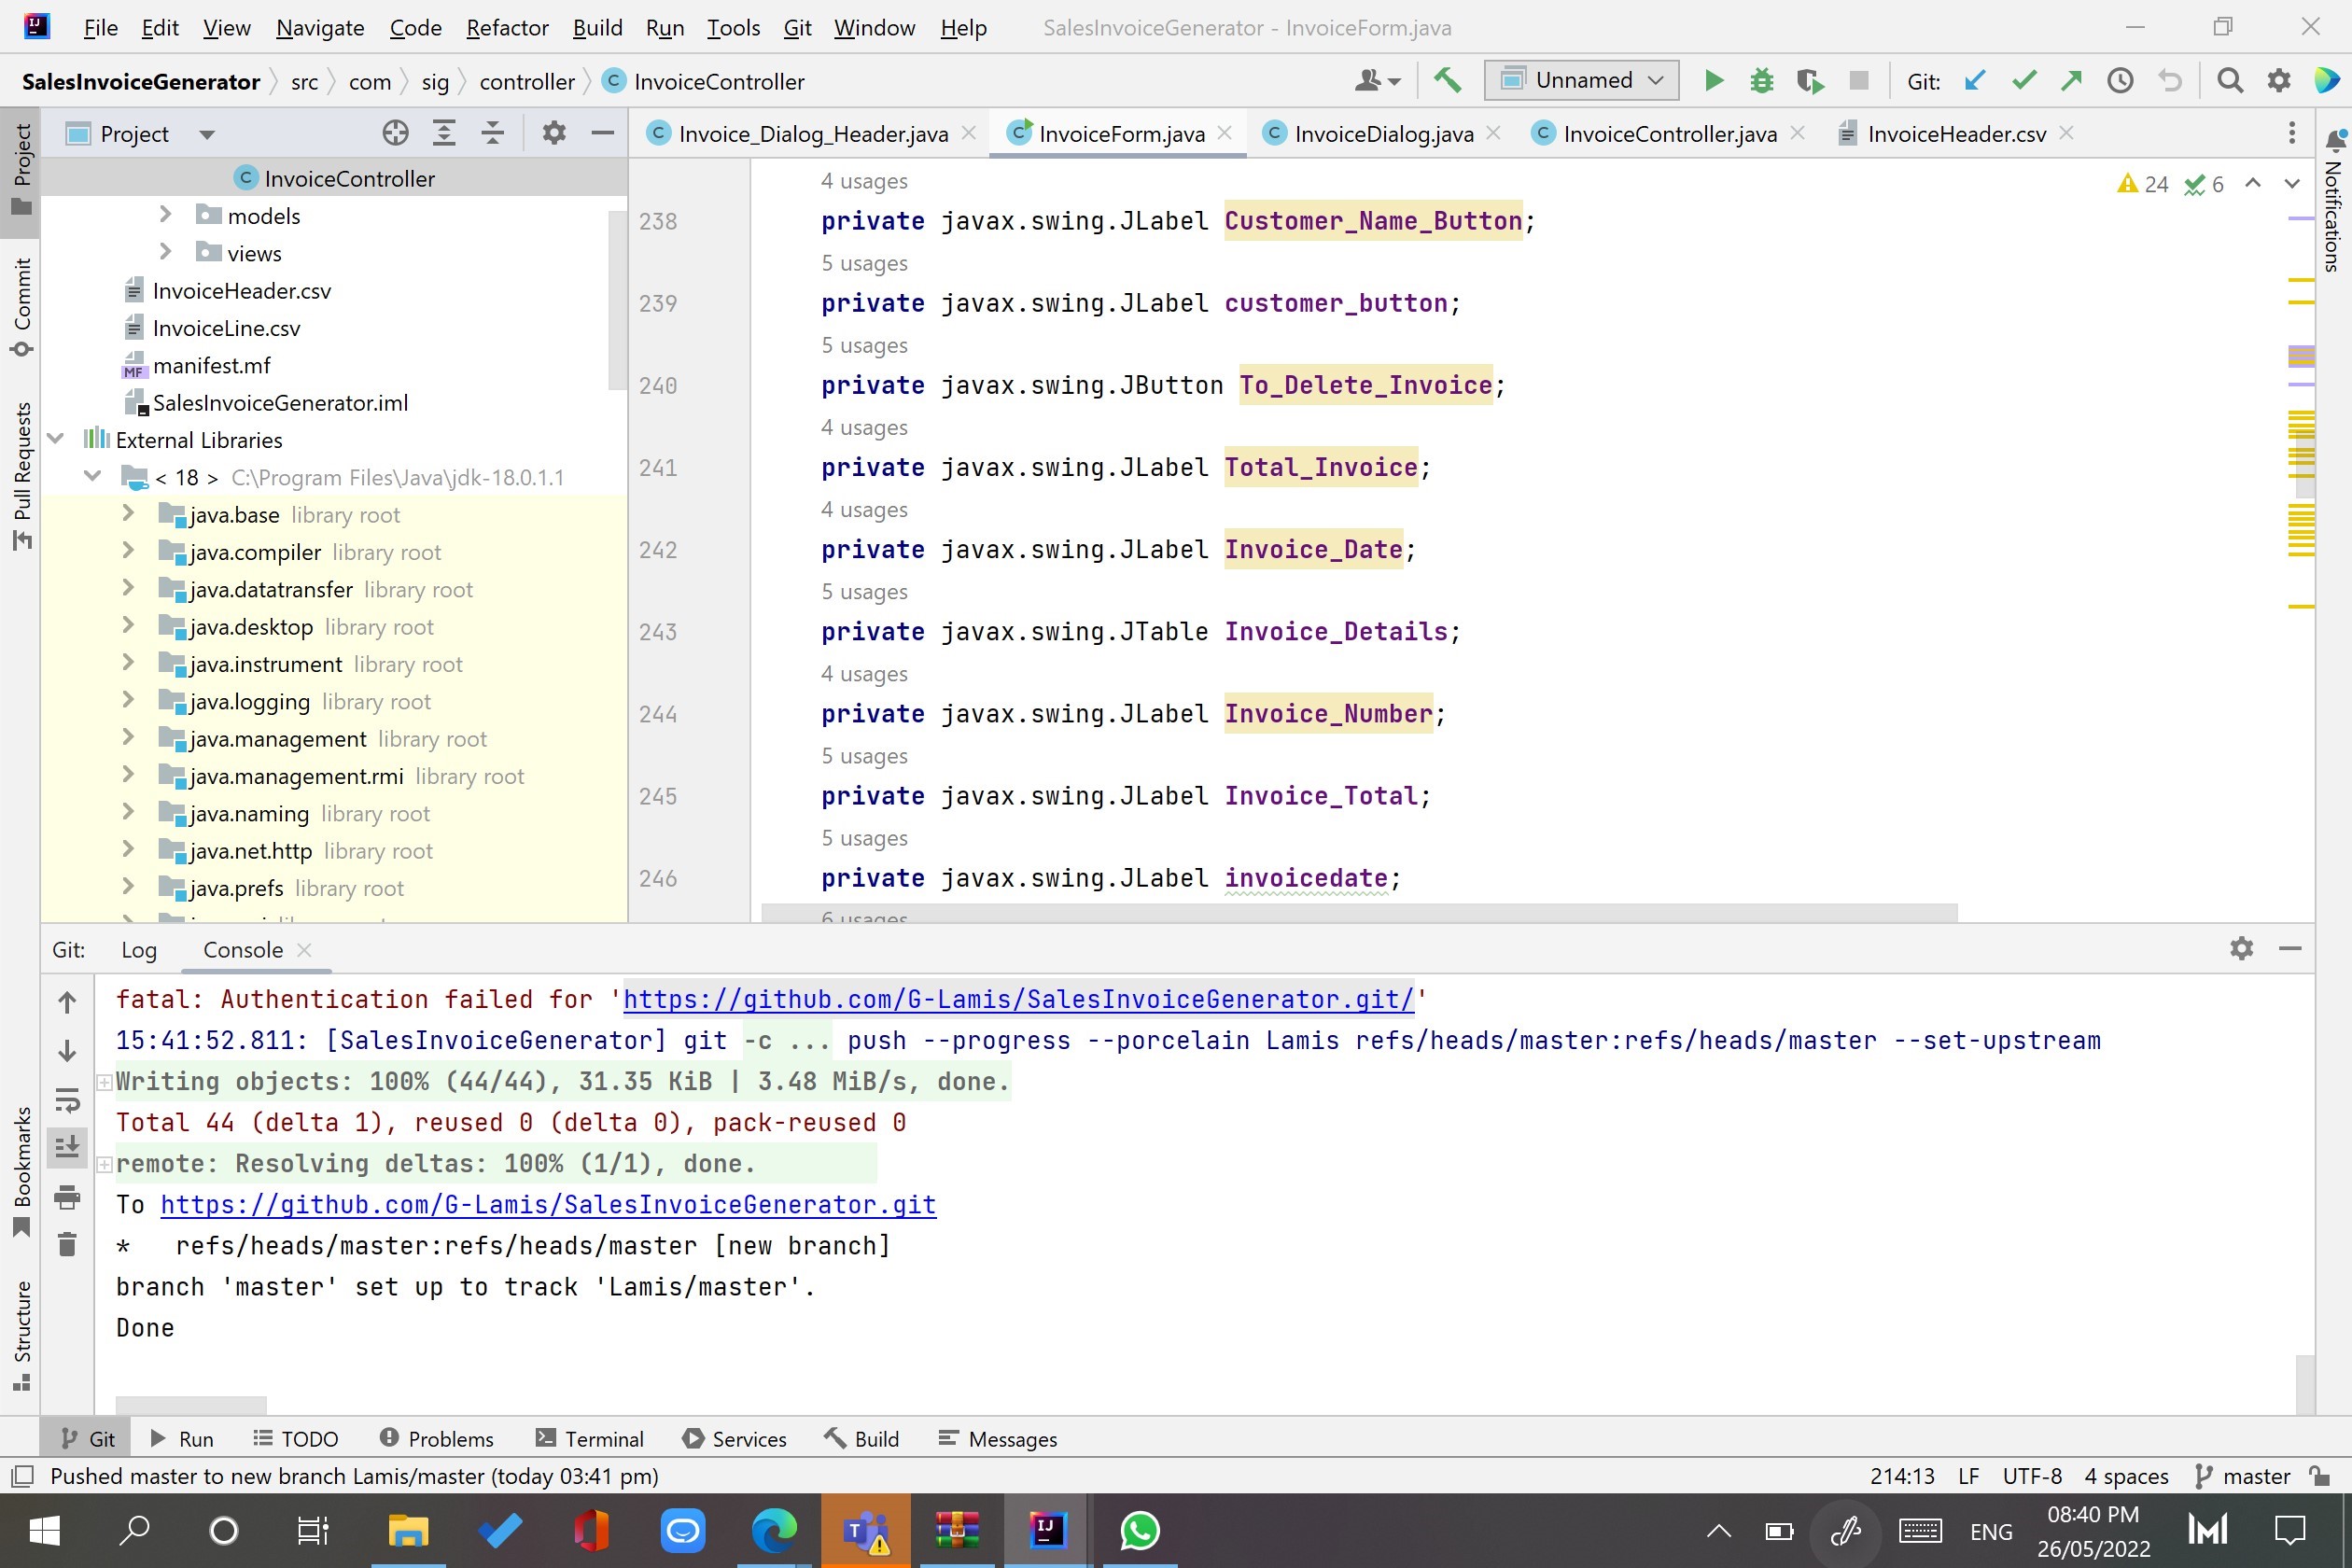 File Edit View Navigate Code Refactor Build Run Tools Git Window Help SalesInvoiceGenerator - InvoiceForm.java
SalesInvoiceGenerator src com sig controller InvoiceController Unnamed Git:
Project
Invoice_Dialog_Header.java InvoiceForm.java InvoiceDialog.java InvoiceController.java InvoiceHeader.csv
Project
Commit
Pull Requests
Bookmarks
Structure
Notifications
InvoiceController
models
views
InvoiceHeader.csv
InvoiceLine.csv
manifest.mf
SalesInvoiceGenerator.iml
External Libraries
< 18 > C:\Program Files\Java\jdk-18.0.1.1
java.base library root
java.compiler library root
java.datatransfer library root
java.desktop library root
java.instrument library root
java.logging library root
java.management library root
java.management.rmi library root
java.naming library root
java.net.http library root
java.prefs library root
24 6
4 usages
238 private javax.swing.JLabel Customer_Name_Button;
5 usages
239 private javax.swing.JLabel customer_button;
5 usages
240 private javax.swing.JButton To_Delete_Invoice;
4 usages
241 private javax.swing.JLabel Total_Invoice;
4 usages
242 private javax.swing.JLabel Invoice_Date;
5 usages
243 private javax.swing.JTable Invoice_Details;
4 usages
244 private javax.swing.JLabel Invoice_Number;
5 usages
245 private javax.swing.JLabel Invoice_Total;
5 usages
246 private javax.swing.JLabel invoicedate;
6 usages
Git: Log Console
fatal: Authentication failed for 'https://github.com/G-Lamis/SalesInvoiceGenerator.git/'
15:41:52.811: [SalesInvoiceGenerator] git -c ... push --progress --porcelain Lamis refs/heads/master:refs/heads/master --set-upstream
Writing objects: 100% (44/44), 31.35 KiB | 3.48 MiB/s, done.
Total 44 (delta 1), reused 0 (delta 0), pack-reused 0
remote: Resolving deltas: 100% (1/1), done.
To https://github.com/G-Lamis/SalesInvoiceGenerator.git
* refs/heads/master:refs/heads/master [new branch]
branch 'master' set up to track 'Lamis/master'.
Done
Git Run TODO Problems Terminal Services Build Messages
Pushed master to new branch Lamis/master (today 03:41 pm) 214:13 LF UTF-8 4 spaces master
ENG
08:40 PM
26/05/2022